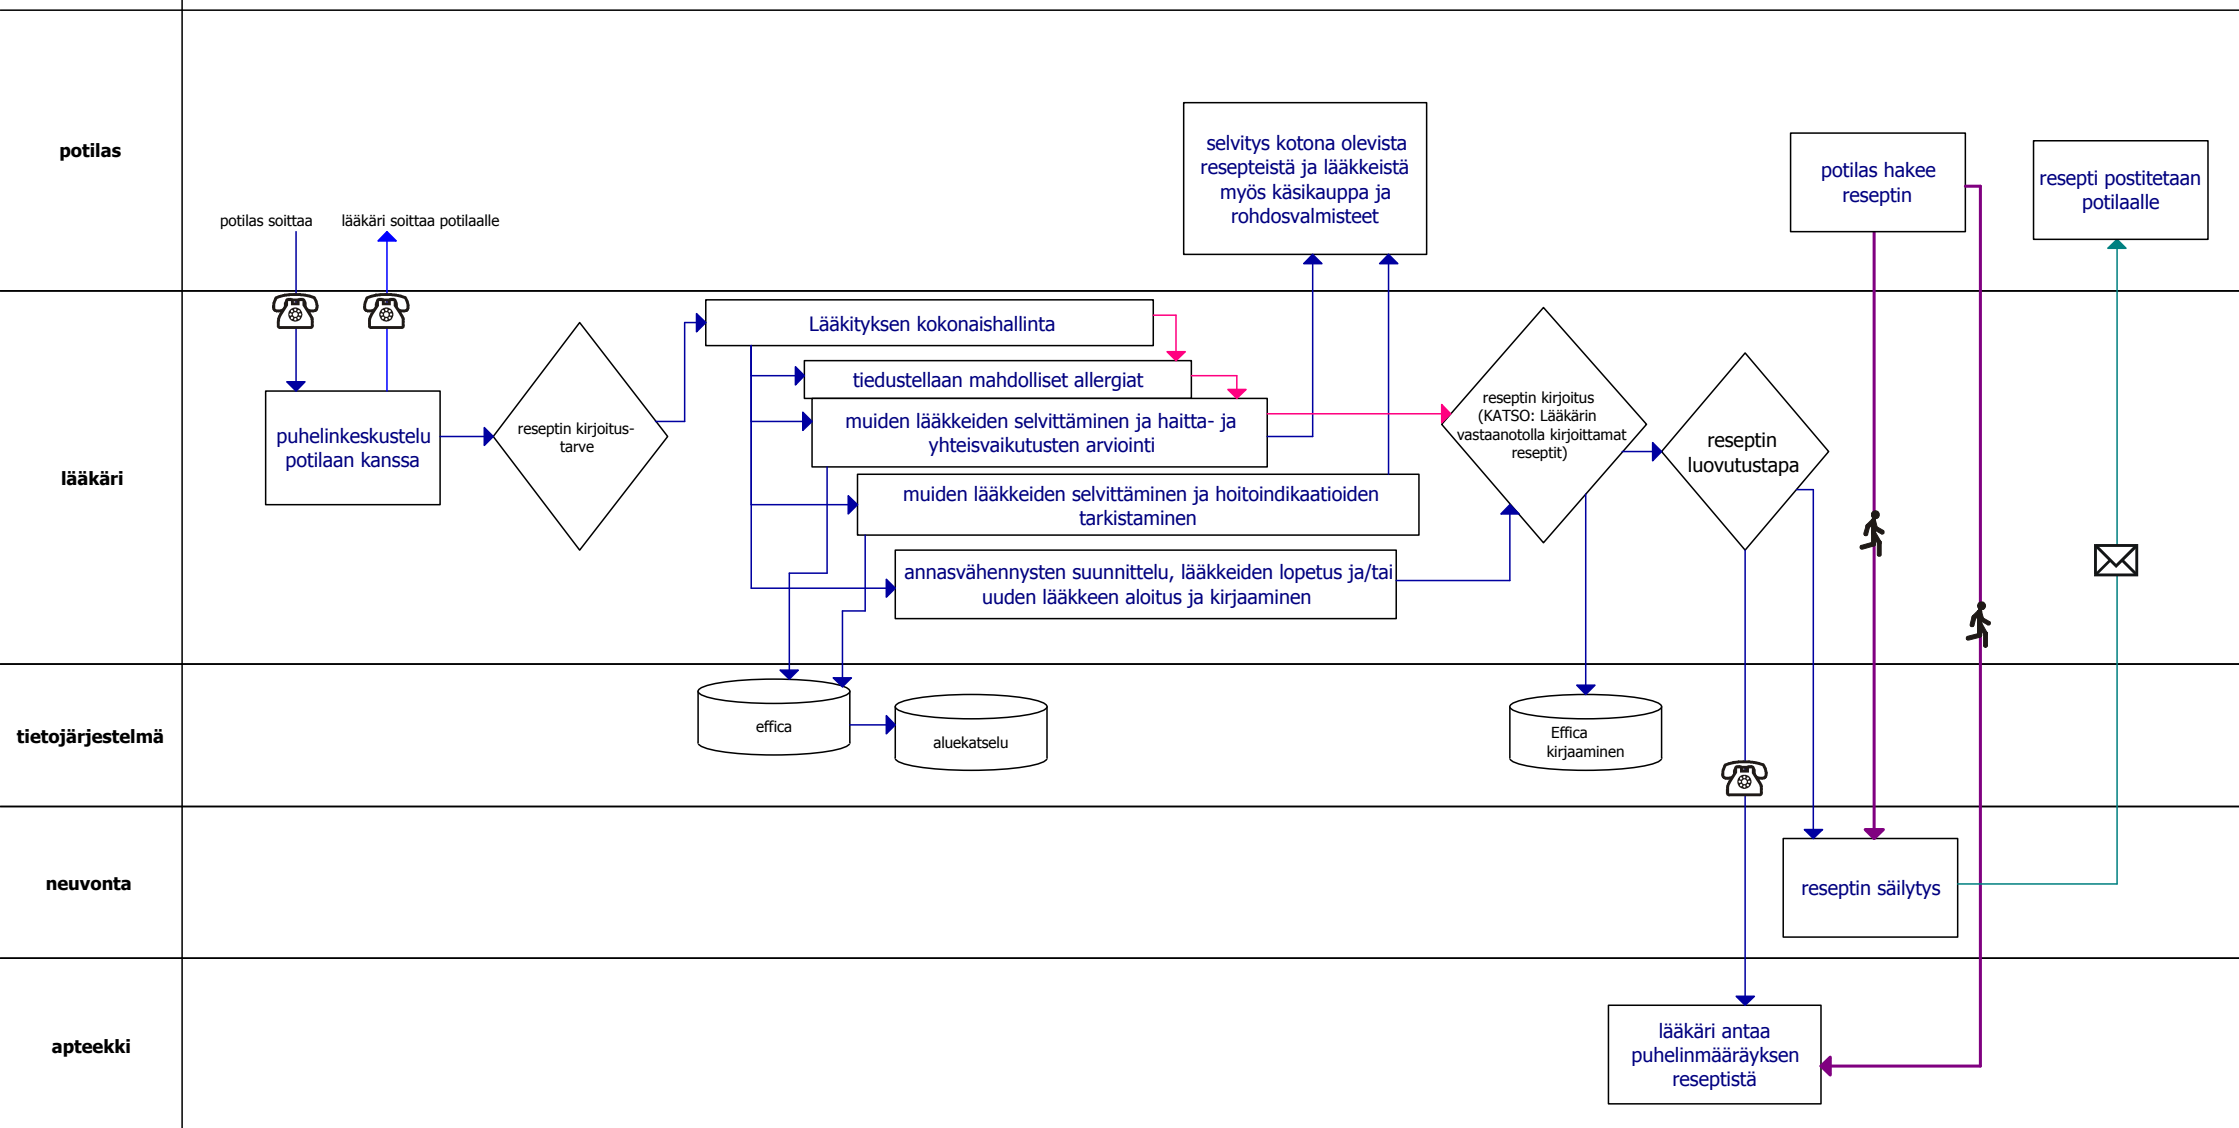 potilas
potilas soittaa
lääkäri soittaa potilaalle
selvitys kotona olevista
resepteistä ja lääkkeistä
myös käsikauppa ja
rohdosvalmisteet
potilas hakee
reseptin
resepti postitetaan
potilaalle
lääkäri
puhelinkeskustelu
potilaan kanssa
reseptin kirjoitus-
tarve
Lääkityksen kokonaishallinta
tiedustellaan mahdolliset allergiat
muiden lääkkeiden selvittäminen ja haitta- ja
yhteisvaikutusten arviointi
muiden lääkkeiden selvittäminen ja hoitoindikaatioiden
tarkistaminen
annasvähennysten suunnittelu, lääkkeiden lopetus ja/tai
uuden lääkkeen aloitus ja kirjaaminen
reseptin kirjoitus
(KATSO: Lääkärin
vastaanotolla kirjoittamat
reseptit)
reseptin
luovutustapa
tietojärjestelmä
effica
aluekatselu
Effica
kirjaaminen
neuvonta
reseptin säilytys
apteekki
lääkäri antaa
puhelinmääräyksen
reseptistä